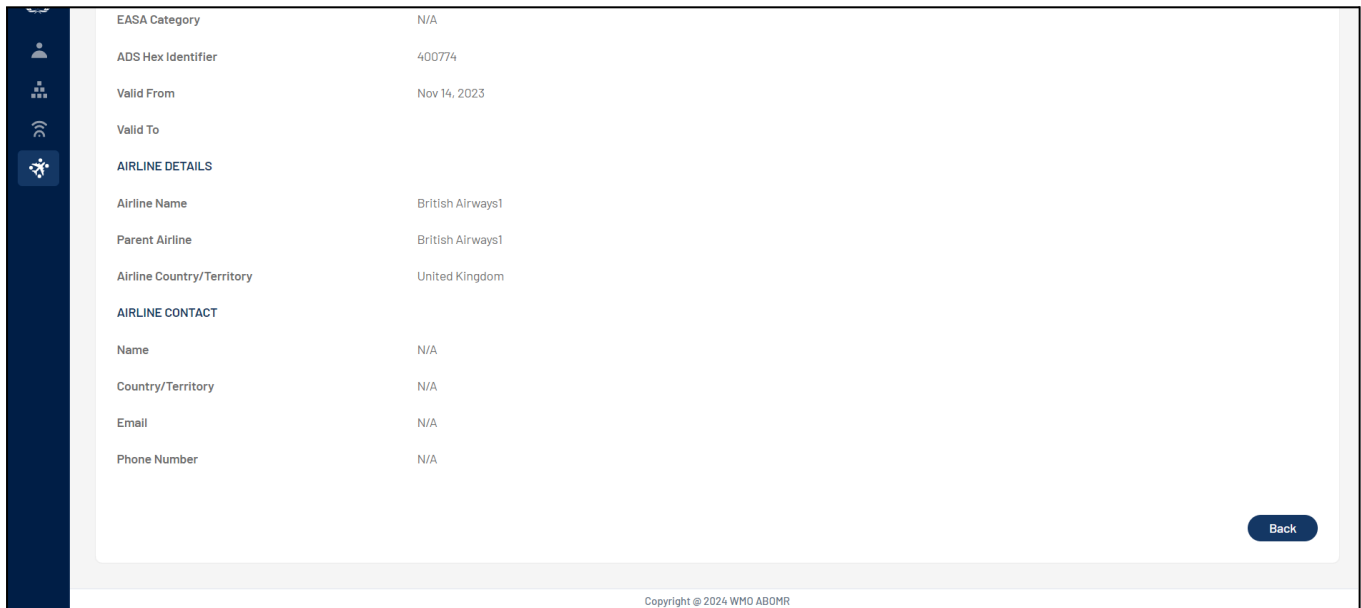 EASA Category N/A
ADS Hex Identifier 400774
Valid From Nov 14, 2023
Valid To
AIRLINE DETAILS
Airline Name British Airways1
Parent Airline British Airways1
Airline Country/Territory United Kingdom
AIRLINE CONTACT
Name N/A
Country/Territory N/A
Email N/A
Phone Number N/A
Back
Copyright @ 2024 WMO ABOMR